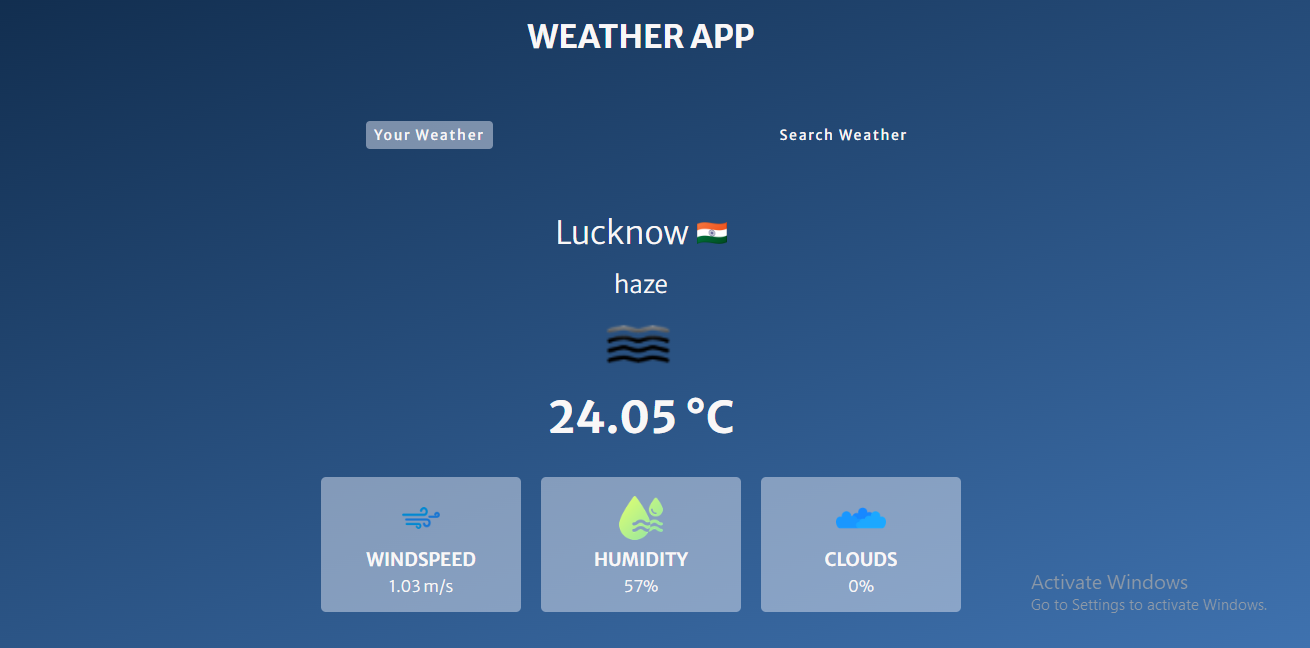 WEATHER APP
Your Weather
Search Weather
Lucknow
haze
24.05 °C
WINDSPEED
1.03 m/s
HUMIDITY
57%
CLOUDS
0%
Activate Windows
Go to Settings to activate Windows.